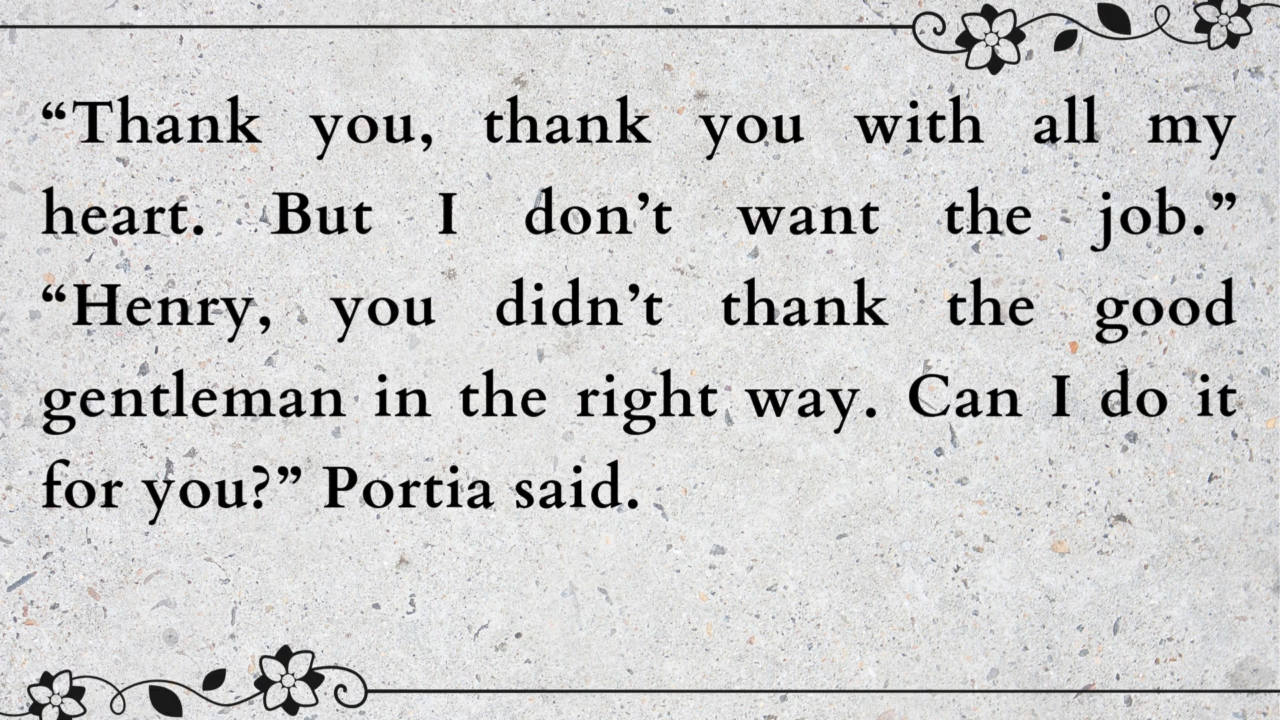 “Thank you, thank you with all my
heart. But I don’t want the job.”
“Henry, you didn’t thank the good
gentleman in the right way. Can I do it
for you?” Portia said.